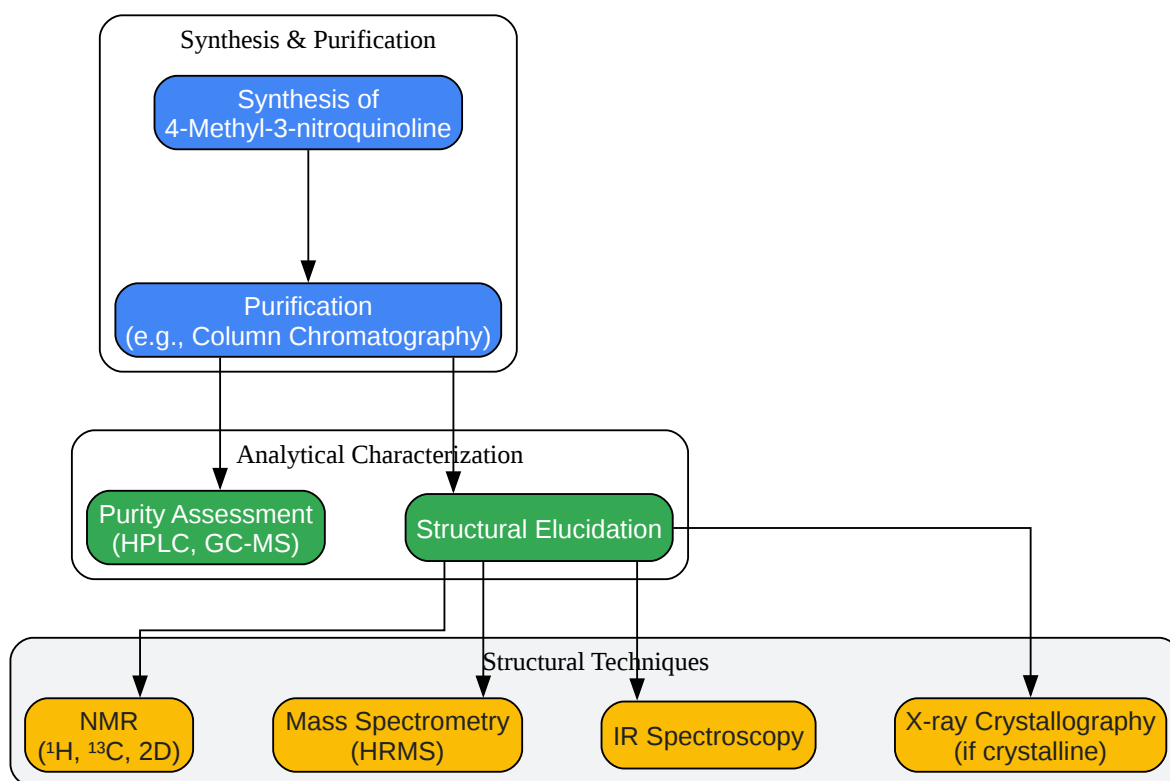 Synthesis & Purification
Synthesis of
4-Methyl-3-nitroquinoline
Purification
(e.g., Column Chromatography)
Analytical Characterization
Purity Assessment
(HPLC, GC-MS)
Structural Elucidation
Structural Techniques
NMR
(¹H, ¹³C, 2D)
Mass Spectrometry
(HRMS)
IR Spectroscopy
X-ray Crystallography
(if crystalline)